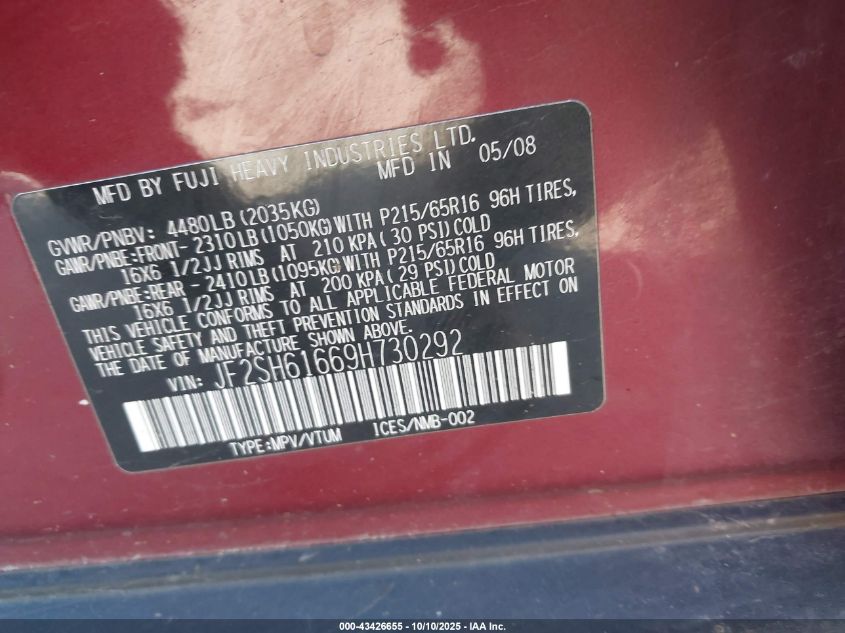 MFD BY FUJI HEAVY INDUSTRIES LTD.
MFD IN 05/08
GVWR/PNBV: 4480LB(2035KG)
GAWR/PNBE:FRONT- 2310LB(1050KG)WITH P215/65R16 96H TIRES,
16X6 1/2JJ RIMS AT 210 KPA( 30 PSI)COLD
GAWR/PNBE:REAR - 2410LB(1095KG)WITH P215/65R16 96H TIRES,
16X6 1/2JJ RIMS AT 200 KPA( 29 PSI)COLD
THIS VEHICLE CONFORMS TO ALL APPLICABLE FEDERAL MOTOR
VEHICLE SAFETY AND THEFT PREVENTION STANDARDS IN EFFECT ON
THE DATE OF MANUFACTURE SHOWN ABOVE.
VIN: JF2SH61669H730292
TYPE:MPV/VTUM ICES/NMB-002
000-43426655 - 10/10/2025 - IAA Inc.